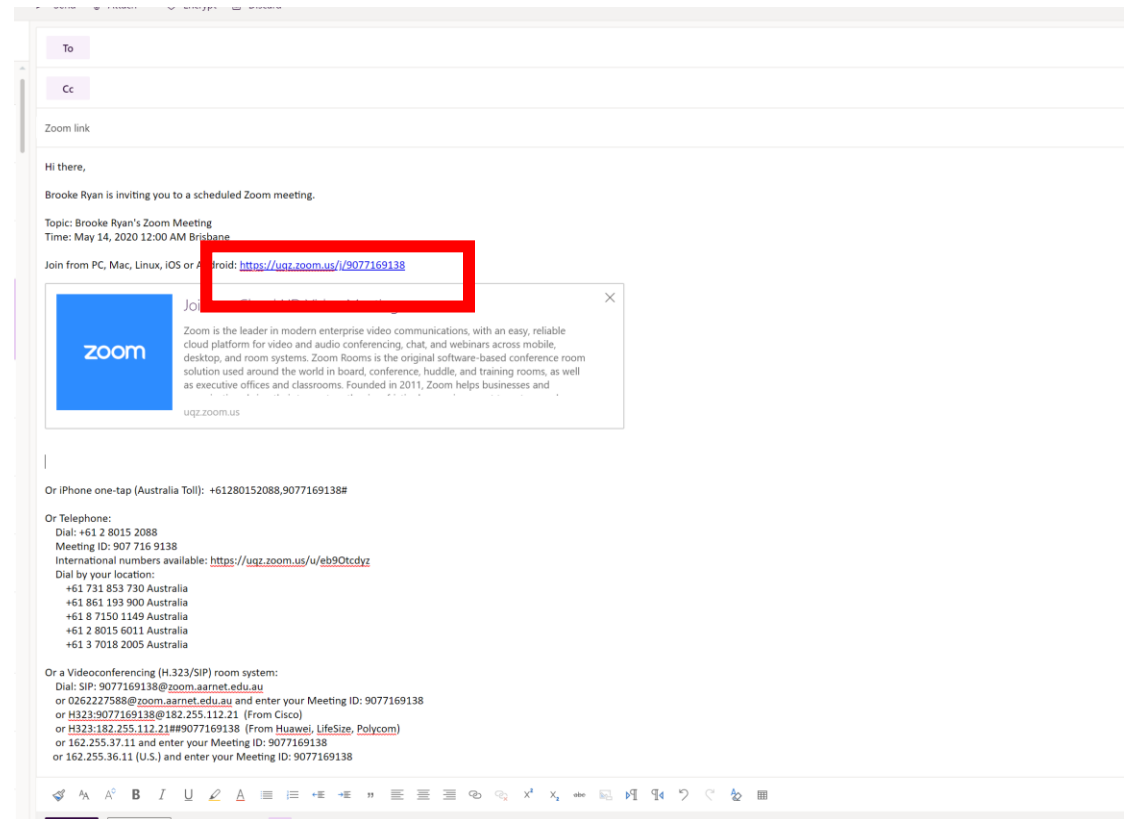 To
Cc
Zoom link
Hi there,
Brooke Ryan is inviting you to a scheduled Zoom meeting.
Topic: Brooke Ryan's Zoom Meeting
Time: May 14, 2020 12:00 AM Brisbane
Join from PC, Mac, Linux, iOS or A droid: https://uqz.zoom.us/j/9077169138
zoom
Zoom is the leader in modern enterprise video communications, with an easy, reliable
cloud platform for video and audio conferencing, chat, and webinars across mobile,
desktop, and room systems. Zoom Rooms is the original software-based conference room
solution used around the world in board, conference, huddle, and training rooms, as well
as executive offices and classrooms. Founded in 2011, Zoom helps businesses and
uqz.zoom.us
Or iPhone one-tap (Australia Toll): +61280152088,9077169138#
Or Telephone:
Dial: +61 2 8015 2088
Meeting ID: 907 716 9138
International numbers available: https://uqz.zoom.us/u/eb9Otcdyz
Dial by your location:
+61 731 853 730 Australia
+61 861 193 900 Australia
+61 8 7150 1149 Australia
+61 2 8015 6011 Australia
+61 3 7018 2005 Australia
Or a Videoconferencing (H.323/SIP) room system:
Dial: SIP: 9077169138@zoom.aarnet.edu.au
or 0262227588@zoom.aarnet.edu.au and enter your Meeting ID: 9077169138
or H323:9077169138@182.255.112.21 (From Cisco)
or H323:182.255.112.21##9077169138 (From Huawei, LifeSize, Polycom)
or 162.255.37.11 and enter your Meeting ID: 9077169138
or 162.255.36.11 (U.S.) and enter your Meeting ID: 9077169138